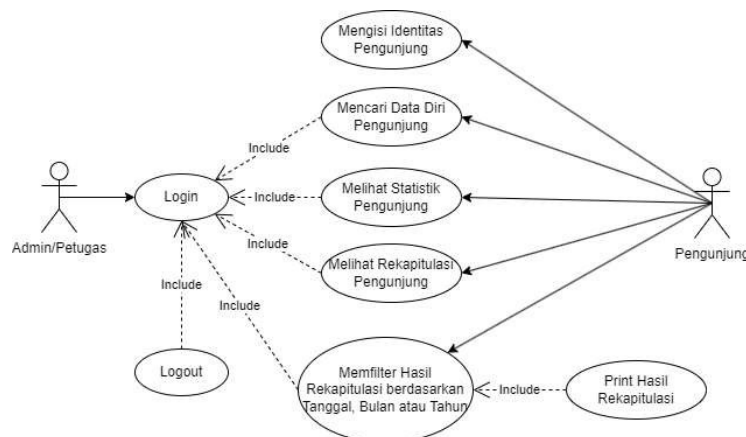 Mengisi Identitas
Pengunjung
Mencari Data Diri
Pengunjung
Include
Login
Include
Melihat Statistik
Pengunjung
Admin/Petugas
Include
Melihat Rekapitulasi
Pengunjung
Pengunjung
Include
Include
Logout
Memfilter Hasil
Rekapitulasi berdasarkan
Tanggal, Bulan atau Tahun
Include
Print Hasil
Rekapitulasi